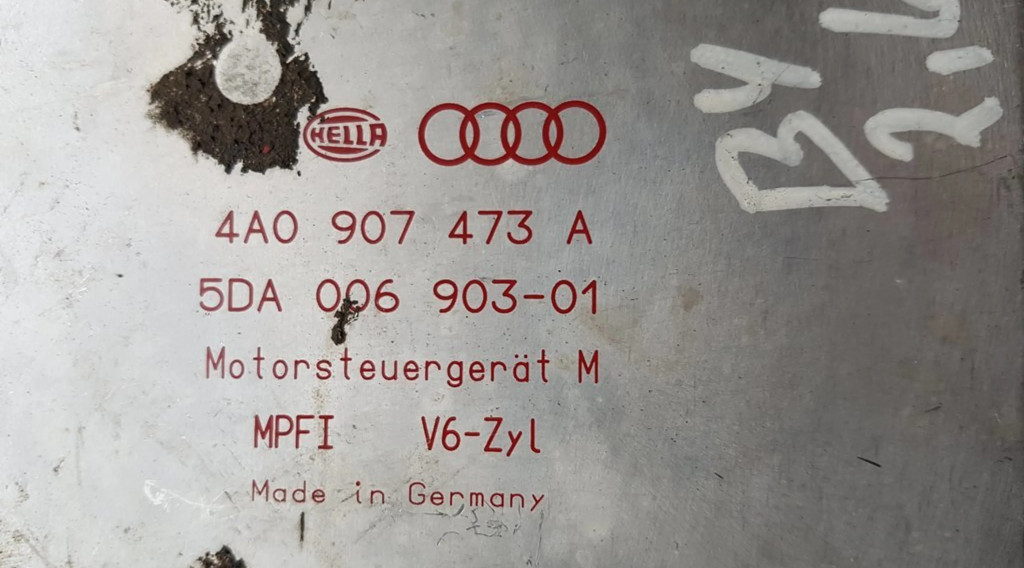 HELLA
4A0 907 473 A
5DA 006 903-01
Motorsteuergerät M
MPFI V6-Zyl
Made in Germany